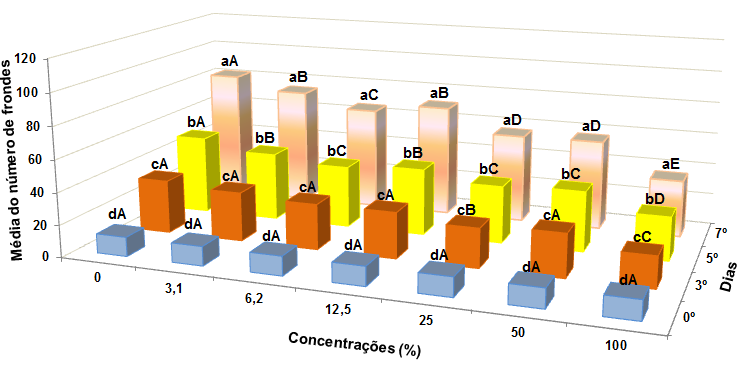 Média do número de frondes
120
100
80
60
40
20
0
aA
aB
aC
aB
aD
aD
aE
bA
bB
bC
bB
bC
bC
bD
cA
cA
cA
cA
cB
cA
cC
dA
dA
dA
dA
dA
dA
dA
0
3,1
6,2
12,5
25
50
100
Concentrações (%)
0º
3º
5º
7º
Dias